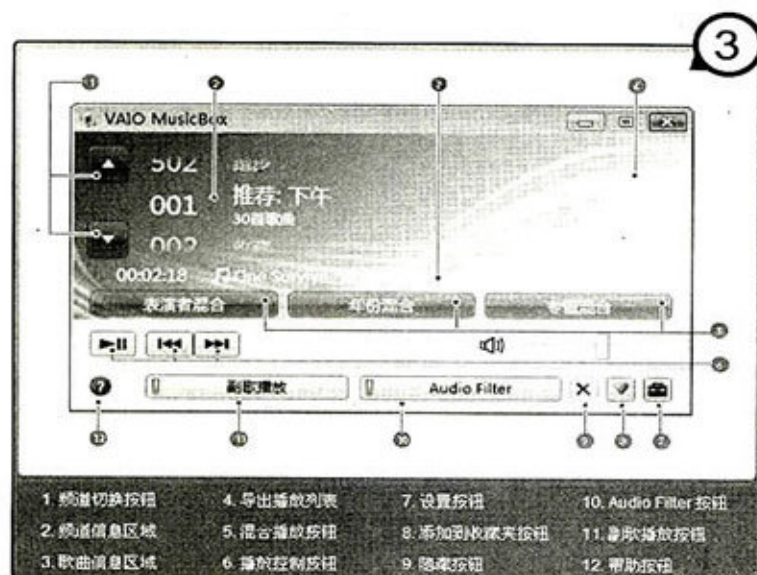 3
VAIO MusicBox
502
001
推荐: 下午
30首歌曲
002
00:02:18
表演者混合
年份混合
副歌播放
Audio Filter
1. 频道切换按钮
4. 导出播放列表
7. 设置按钮
10. Audio Filter 按钮
2. 频道信息区域
5. 混合播放按钮
8. 添加到收藏夹按钮
11. 副歌播放按钮
3. 歌曲信息区域
6. 播放控制按钮
9. 隐藏按钮
12. 帮助按钮